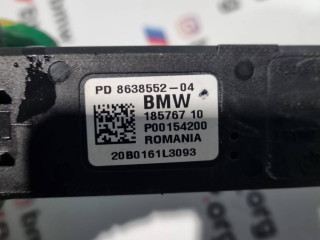 PD 8638552-04
BMW
185767 10
P00154200
ROMANIA
20B0161L3093